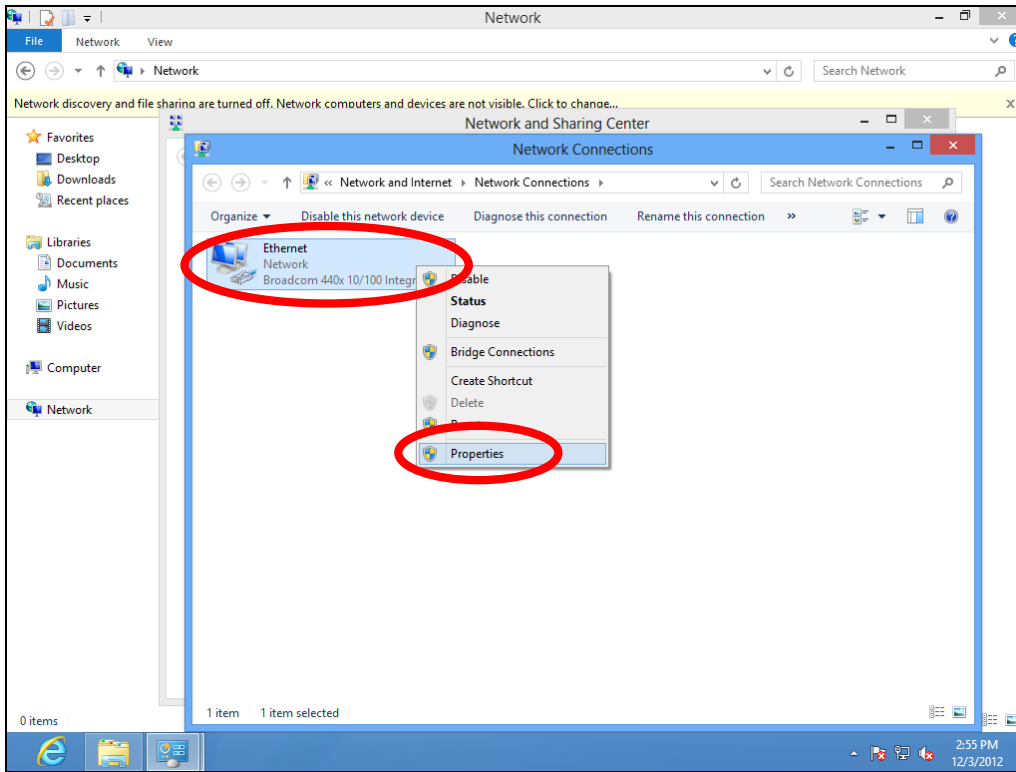 Network
File Network View
Network
Search Network
Network discovery and file sharing are turned off. Network computers and devices are not visible. Click to change...
Network and Sharing Center
Network Connections
« Network and Internet Network Connections
Search Network Connections
Organize Disable this network device Diagnose this connection Rename this connection »
Favorites
Desktop
Downloads
Recent places
Libraries
Documents
Music
Pictures
Videos
Computer
Network
Ethernet
Network
Broadcom 440x 10/100 Integr
Disable
Status
Diagnose
Bridge Connections
Create Shortcut
Delete
Properties
1 item 1 item selected
0 items
2:55 PM
12/3/2012